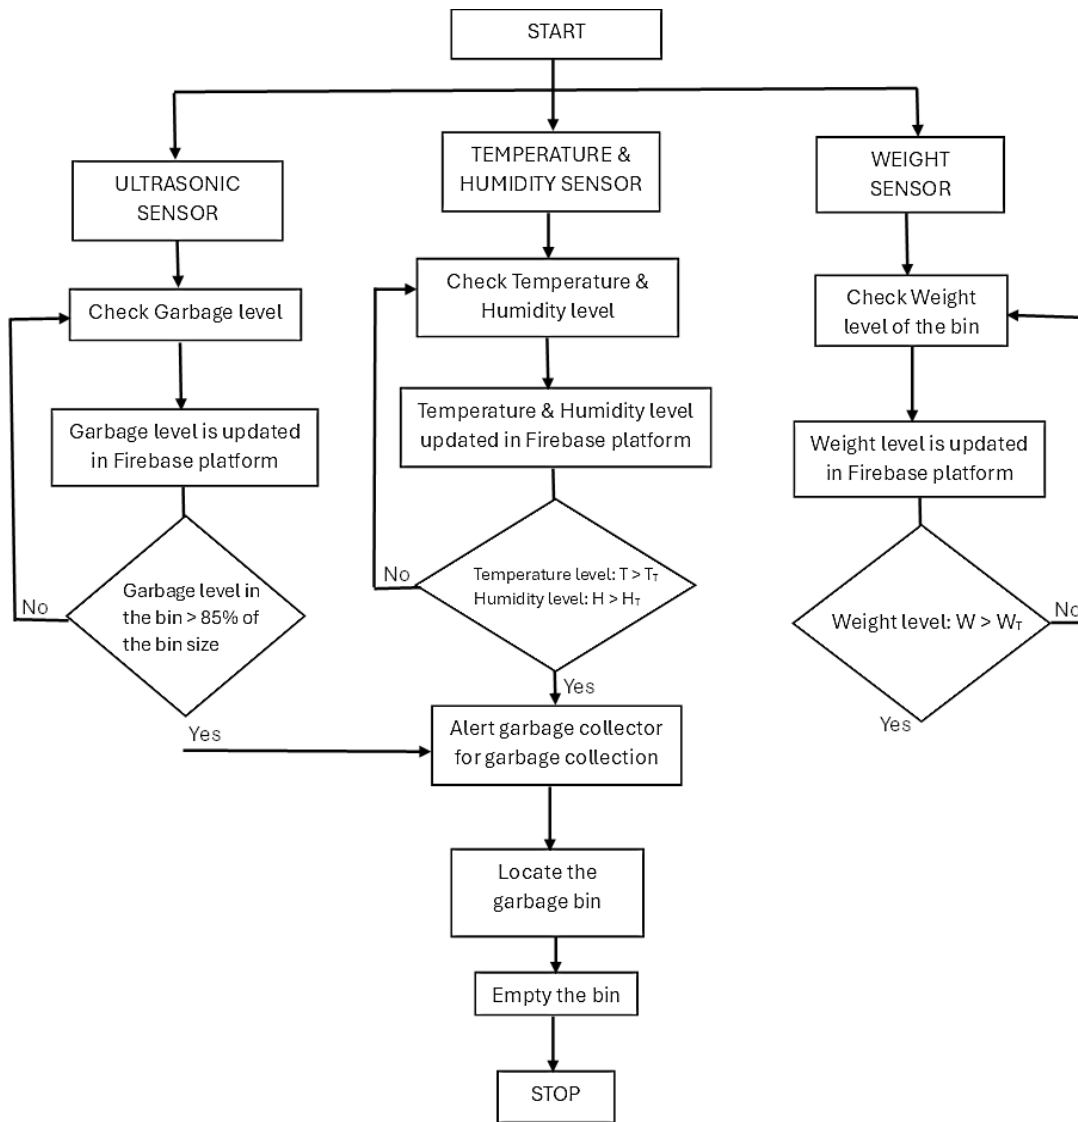 START
ULTRASONIC
SENSOR
TEMPERATURE &
HUMIDITY SENSOR
WEIGHT
SENSOR
Check Garbage level
Check Temperature &
Humidity level
Check Weight
level of the bin
Garbage level is updated
in Firebase platform
Temperature & Humidity level
updated in Firebase platform
Weight level is updated
in Firebase platform
No
Garbage level in
the bin > 85% of
the bin size
No
Temperature level: T > T_T
Humidity level: H > H_T
Weight level: W > W_T
No
Yes
Yes
Yes
Alert garbage collector
for garbage collection
Locate the
garbage bin
Empty the bin
STOP